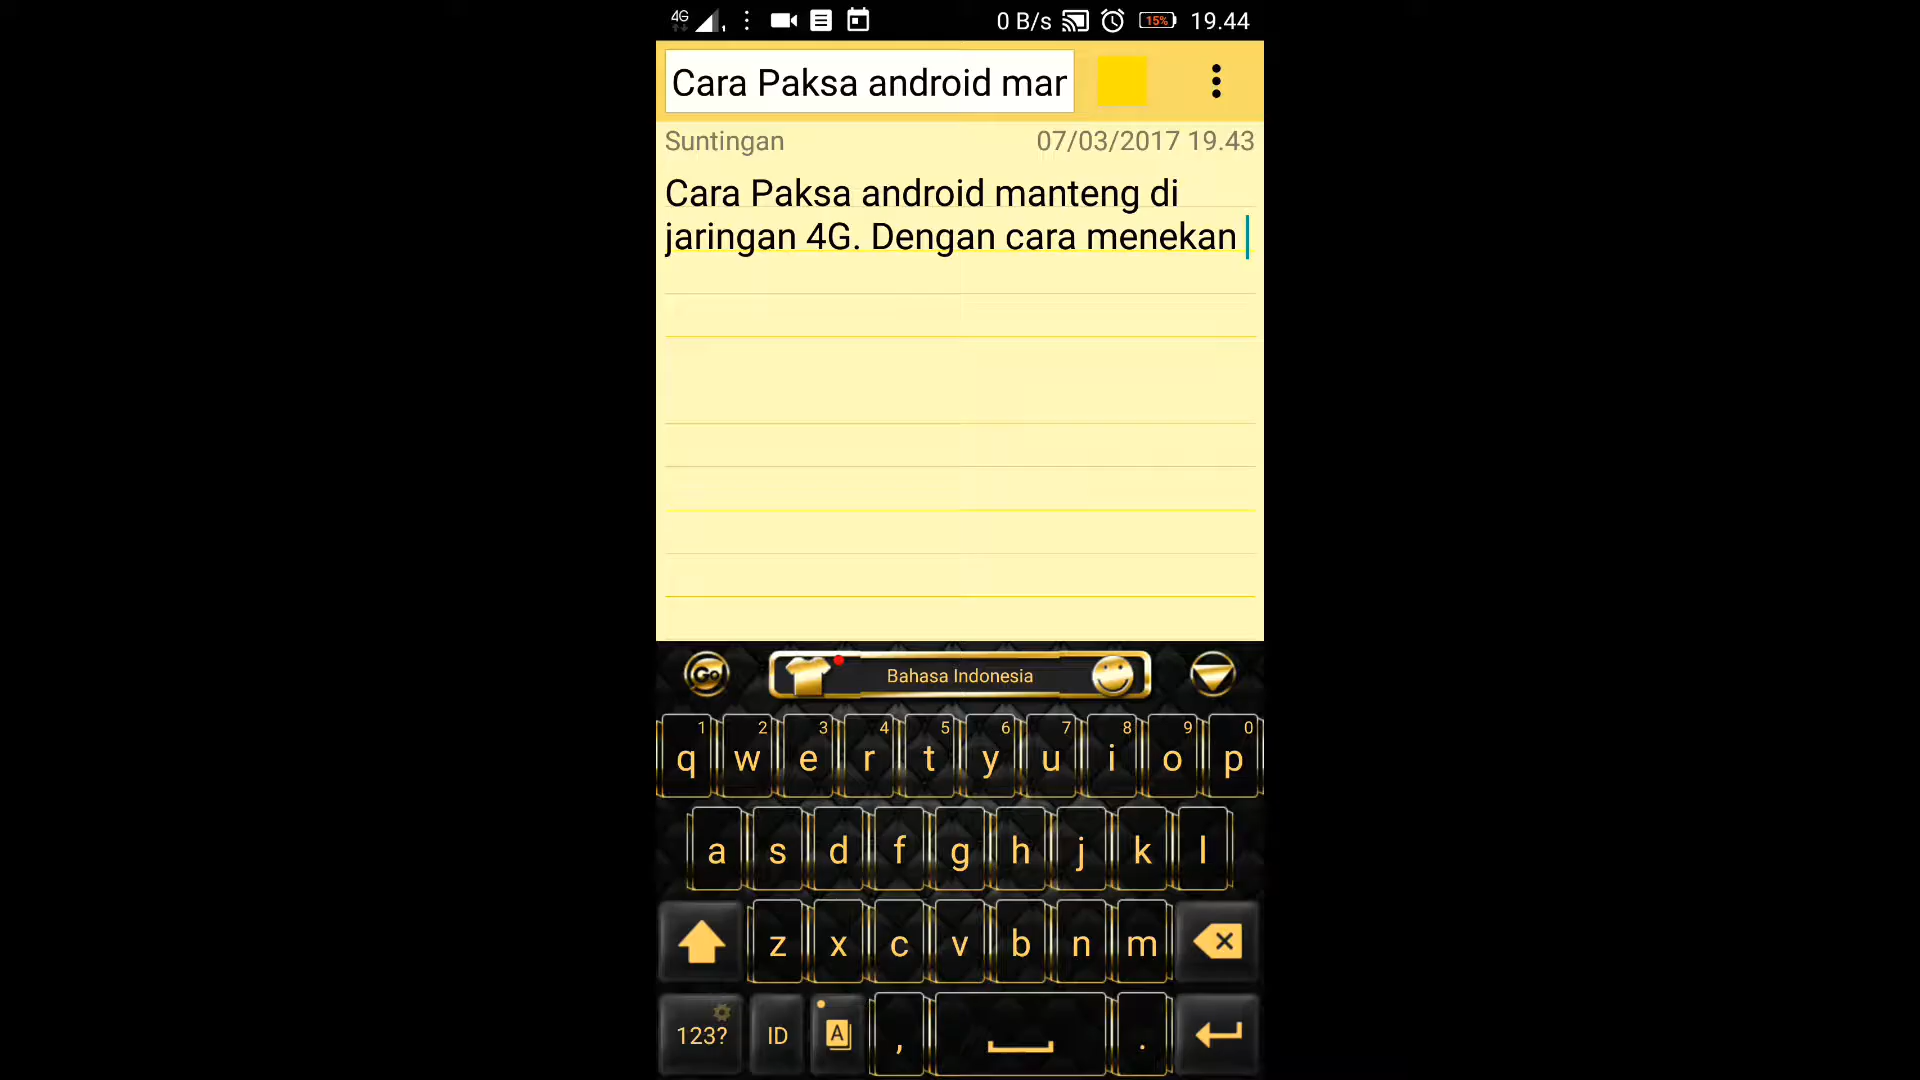 4G 1 0 B/s 15% 19.44
Cara Paksa android mar
Suntingan 07/03/2017 19.43
Cara Paksa android manteng di
jaringan 4G. Dengan cara menekan
Go Bahasa Indonesia
1 2 3 4 5 6 7 8 9 0
q w e r t y u i o p
a s d f g h j k l
z x c v b n m
123? ID A , .